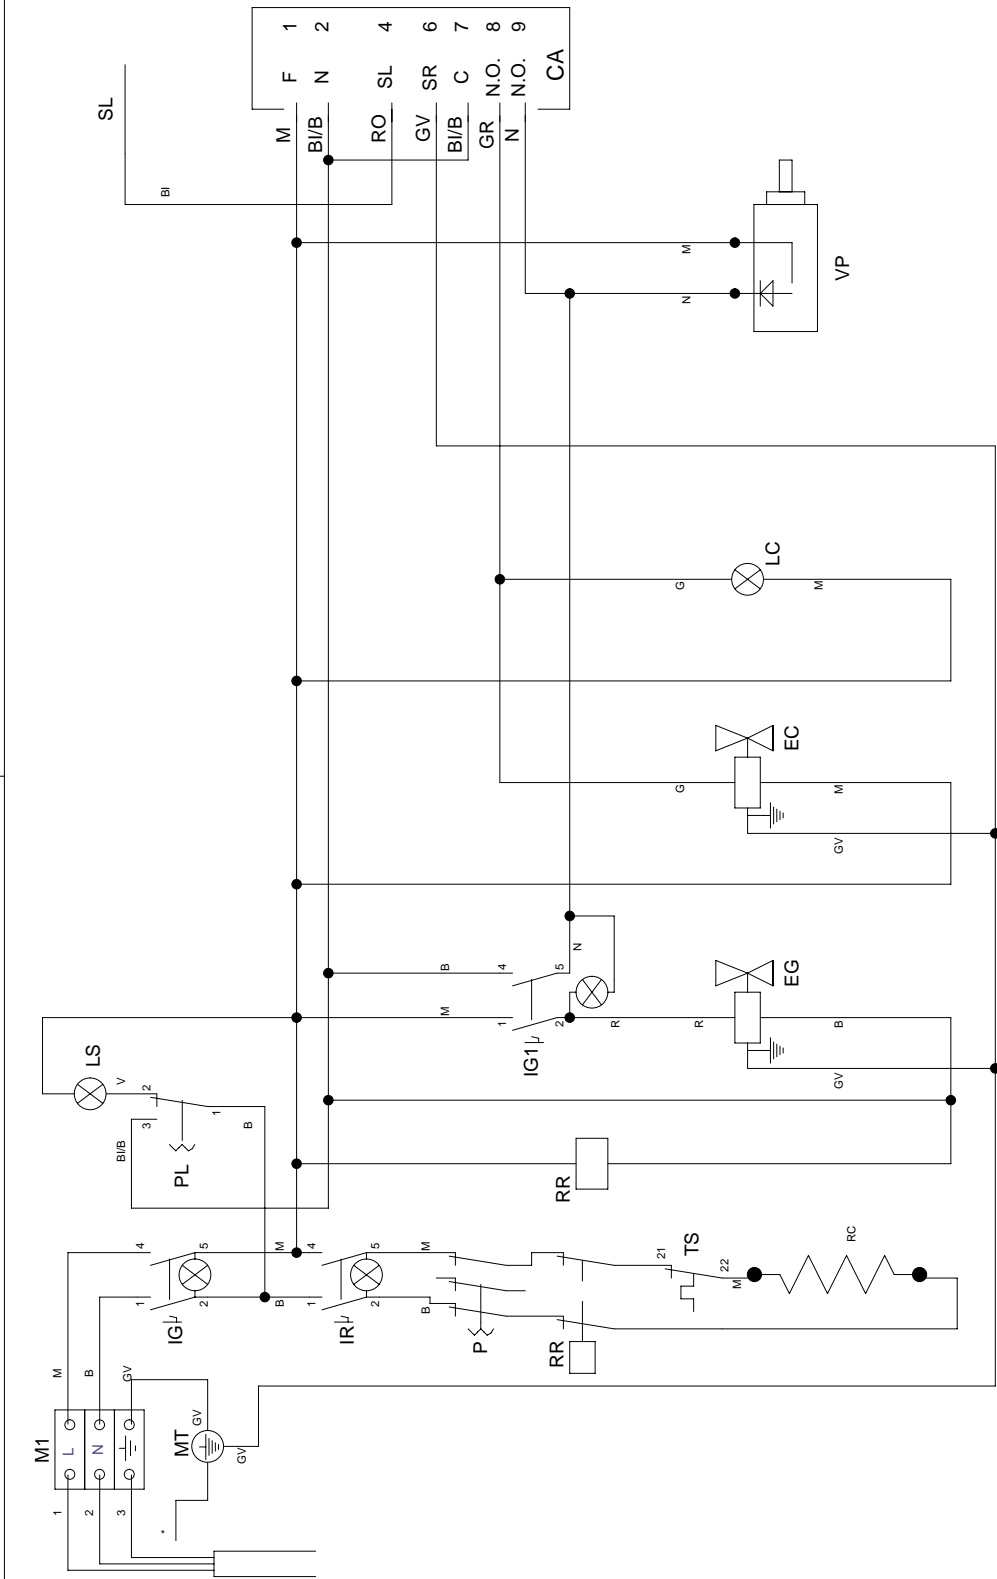 SL
BI
1
2
4
6
7
8
9
F
N
SL
SR
C
N.O.
N.O.
CA
M
BI/B
RO
GV
BI/B
GR
N
M
N
VP
G
LC
M
G
EC
M
GV
B
4
5
N
M
1
2
IG1
R
R
EG
B
GV
LS
V
2
3
1
BI/B
B
PL
RR
4
5
M
1
2
B
IG
4
5
M
1
2
B
IR
P
RR
21
TS
22
M
RC
M
B
GV
M1
L
N
MT
GV
GV
1
2
3
*